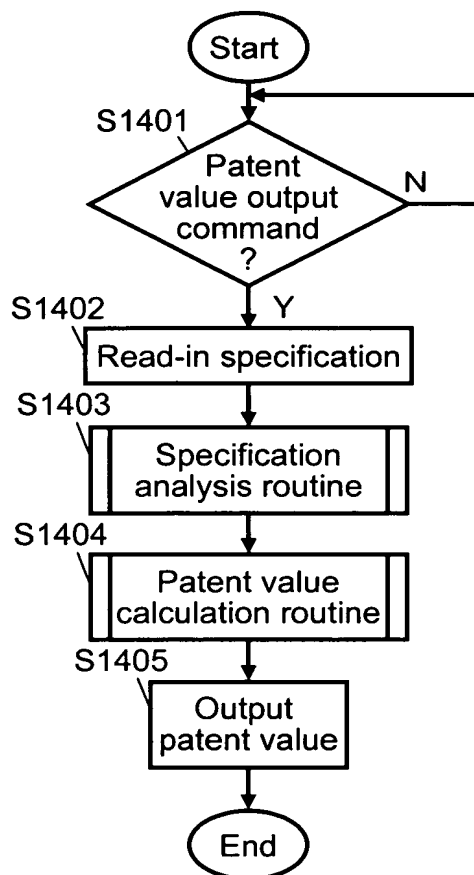 Start
S1401
Patent
value output
command
?
N
Y
S1402
Read-in specification
S1403
Specification
analysis routine
S1404
Patent value
calculation routine
S1405
Output
patent value
End